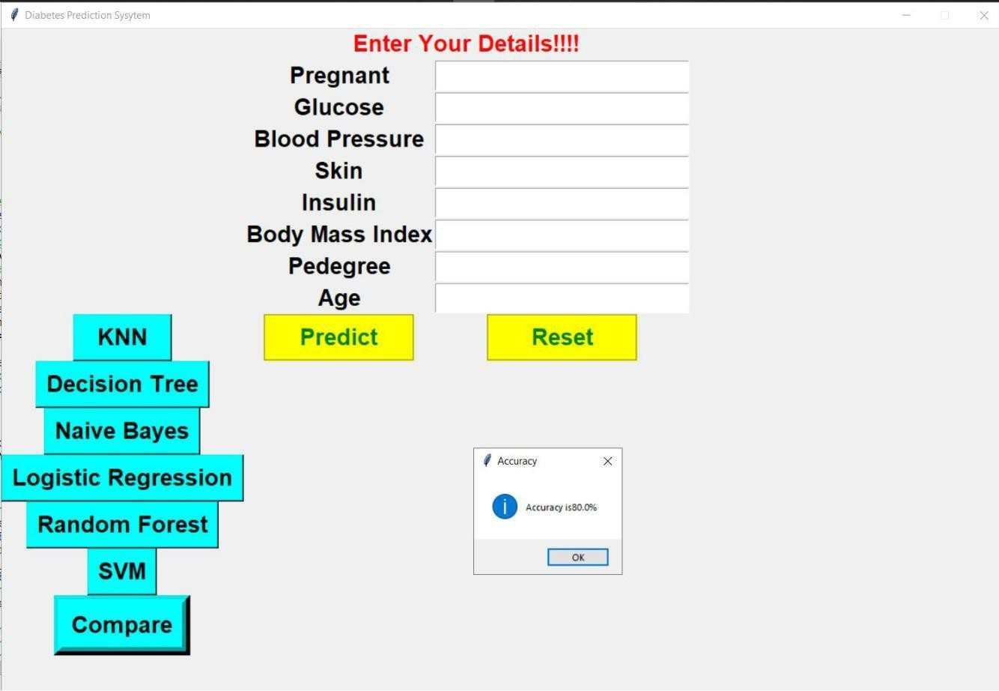 Diabetes Prediction Sysytem
Enter Your Details!!!!
Pregnant
Glucose
Blood Pressure
Skin
Insulin
Body Mass Index
Pedegree
Age
KNN
Predict
Reset
Decision Tree
Naive Bayes
Logistic Regression
Random Forest
SVM
Compare
Accuracy
Accuracy is80.0%
OK